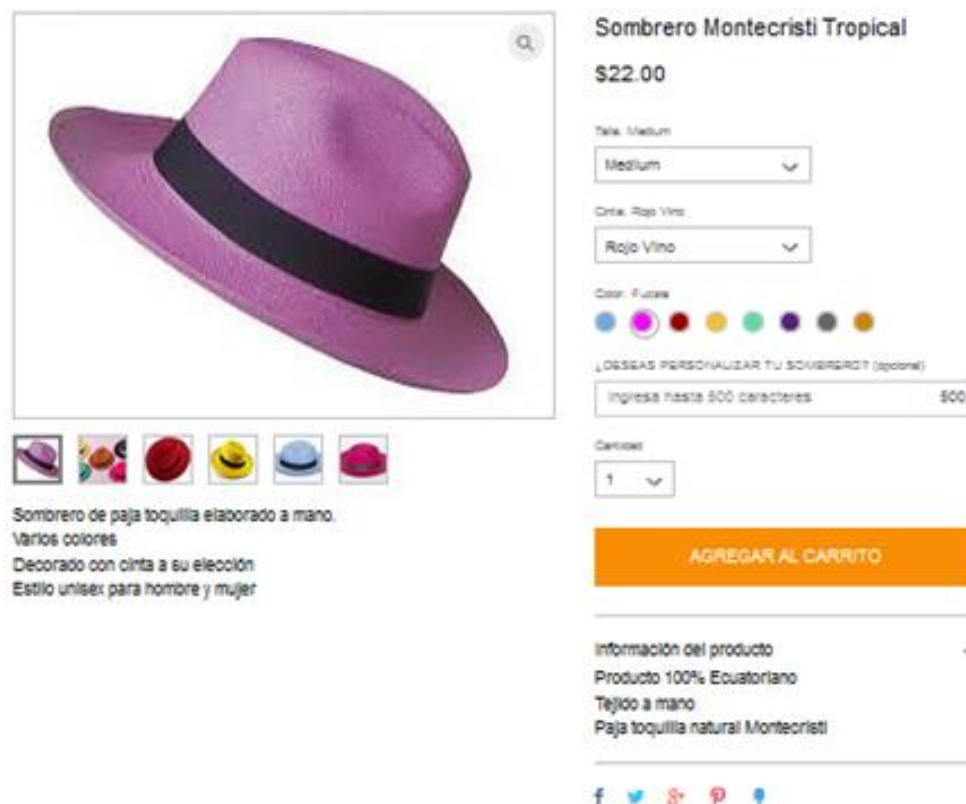 Sombrero Montecristi Tropical
$22.00
Talla: Medium
Medium
Cinta: Rojo Vino
Rojo Vino
Color: Fucsia
¿DESEAS PERSONALIZAR TU SOMBRERO? (opcional)
Ingresa hasta 500 caracteres 500
Cantidad
1
AGREGAR AL CARRITO
Sombrero de paja toquilla elaborado a mano.
Varios colores
Decorado con cinta a su elección
Estilo unisex para hombre y mujer
Información del producto
Producto 100% Ecuatoriano
Tejido a mano
Paja toquilla natural Montecristi